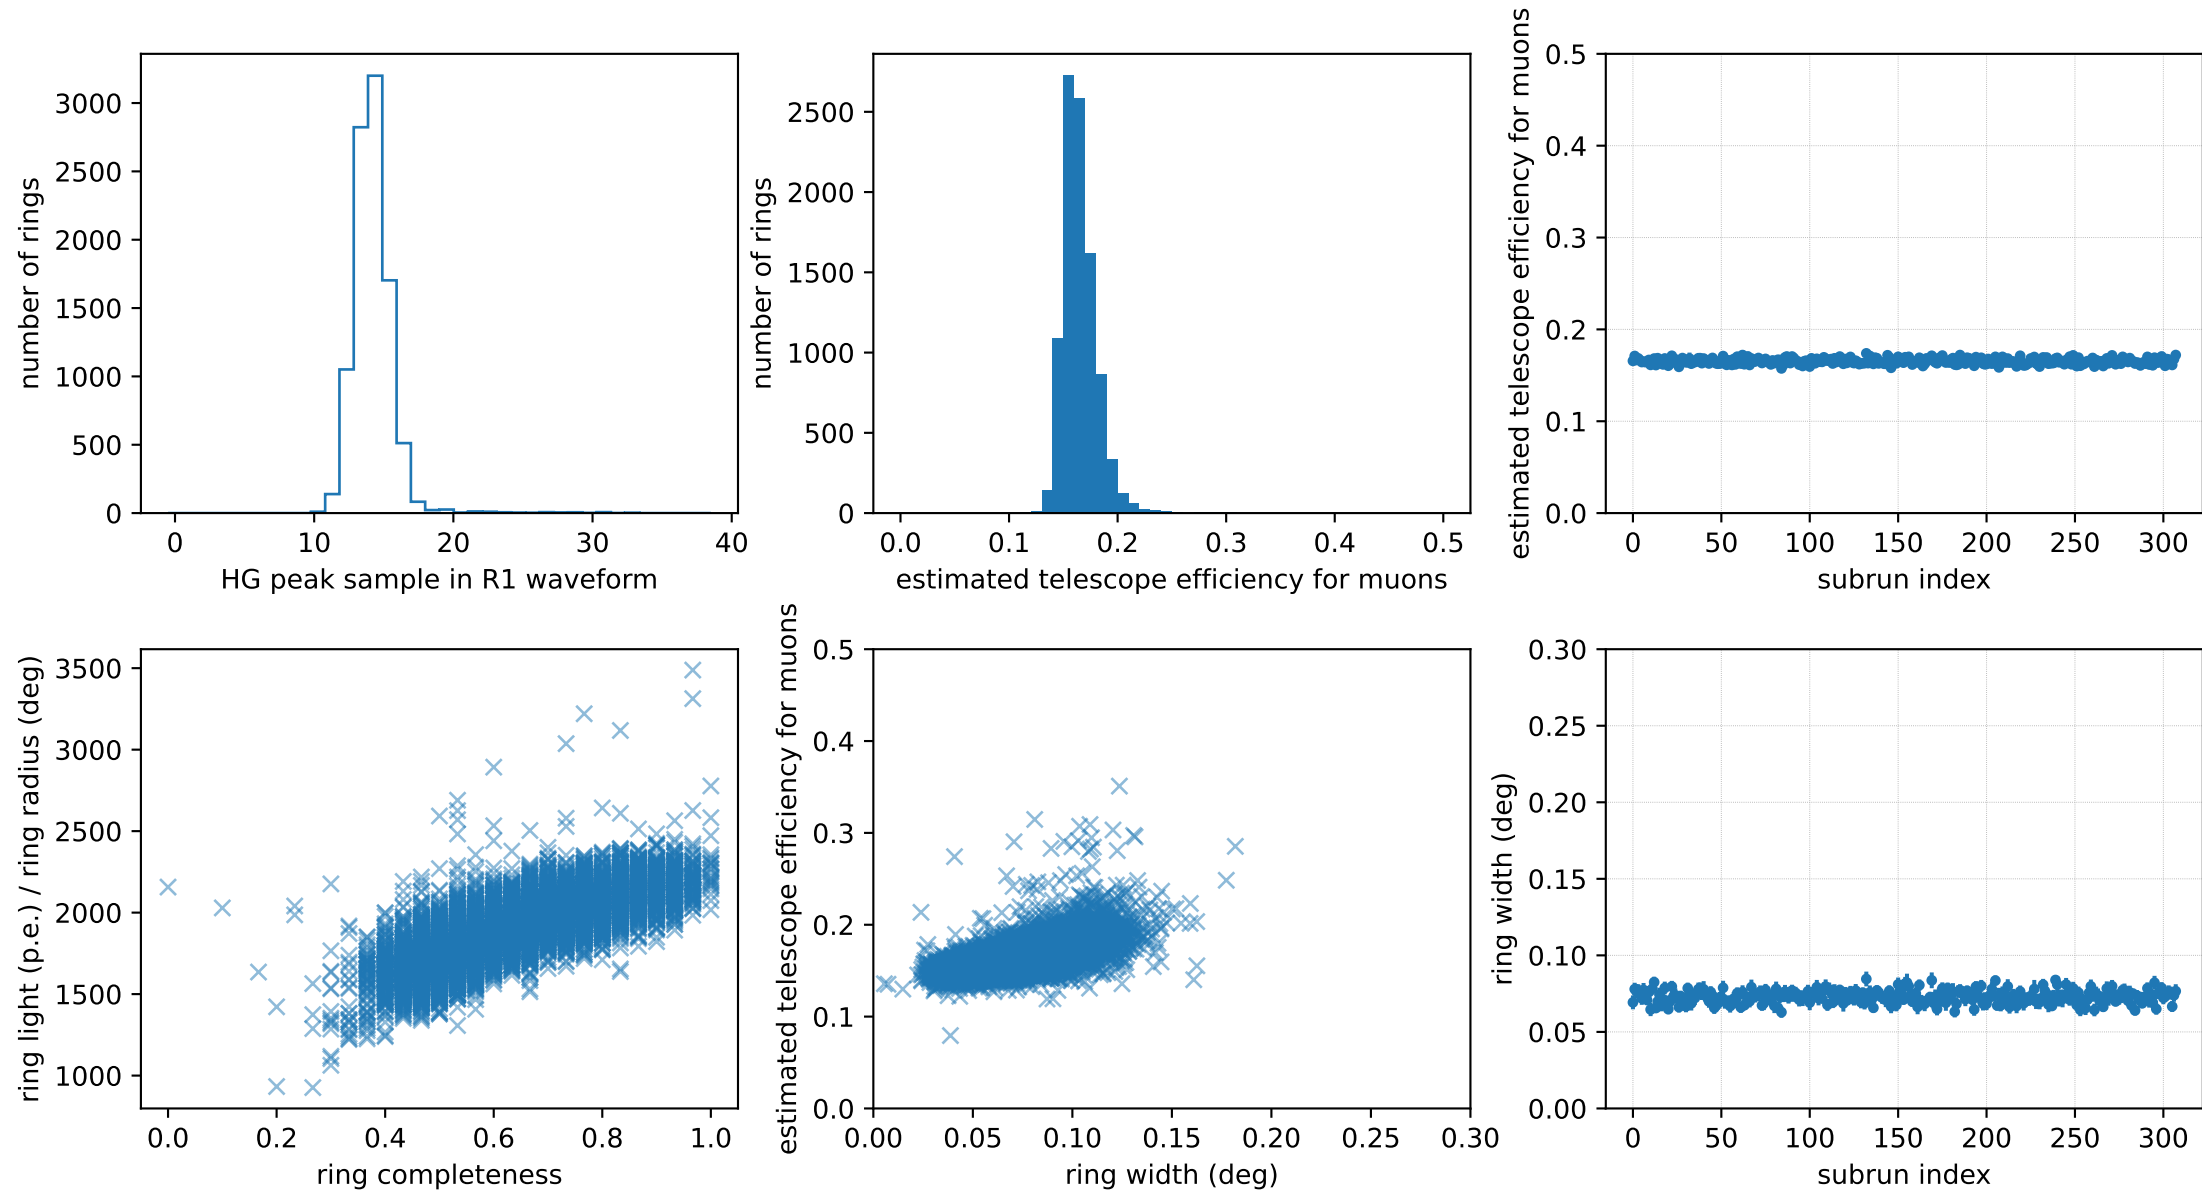 number of rings
3000
2500
2000
1500
1000
500
0
0 10 20 30 40
HG peak sample in R1 waveform
number of rings
2500
2000
1500
1000
500
0
0.0 0.1 0.2 0.3 0.4 0.5
estimated telescope efficiency for muons
estimated telescope efficiency for muons
0.5
0.4
0.3
0.2
0.1
0.0
0 50 100 150 200 250 300
subrun index
ring light (p.e.) / ring radius (deg)
3500
3000
2500
2000
1500
1000
0.0 0.2 0.4 0.6 0.8 1.0
ring completeness
estimated telescope efficiency for muons
0.5
0.4
0.3
0.2
0.1
0.0
0.00 0.05 0.10 0.15 0.20 0.25 0.30
ring width (deg)
ring width (deg)
0.30
0.25
0.20
0.15
0.10
0.05
0.00
0 50 100 150 200 250 300
subrun index